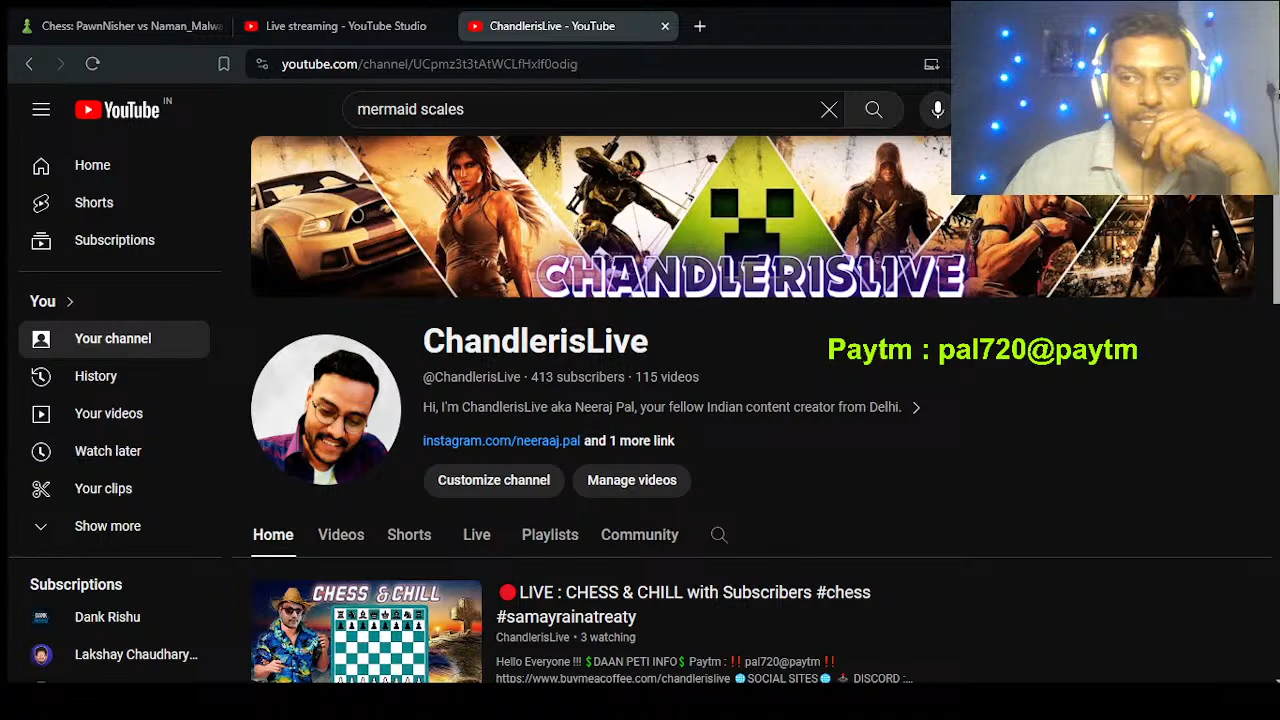 Chess: PawnNisher vs Naman_Malwa
Live streaming - YouTube Studio
ChandlerisLive - YouTube
youtube.com/channel/UCpmz3t3tAtWCLfHxIf0odig
YouTube IN
mermaid scales
Home
Shorts
Subscriptions
You
Your channel
History
Your videos
Watch later
Your clips
Show more
Subscriptions
Dank Rishu
Lakshay Chaudhary...
CHANDLERISLIVE
ChandlerisLive
@ChandlerisLive · 413 subscribers · 115 videos
Hi, I'm ChandlerisLive aka Neeraj Pal, your fellow Indian content creator from Delhi.
instagram.com/neeraaj.pal and 1 more link
Customize channel
Manage videos
Paytm : pal720@paytm
Home Videos Shorts Live Playlists Community
CHESS & CHILL
🔴LIVE : CHESS & CHILL with Subscribers #chess
#samayrainatreaty
ChandlerisLive · 3 watching
Hello Everyone !!! 💲DAAN PETI INFO💲 Paytm : ‼️ pal720@paytm ‼️
https://www.buymeacoffee.com/chandlerislive 🌐SOCIAL SITES🌐 🕹️ DISCORD :...